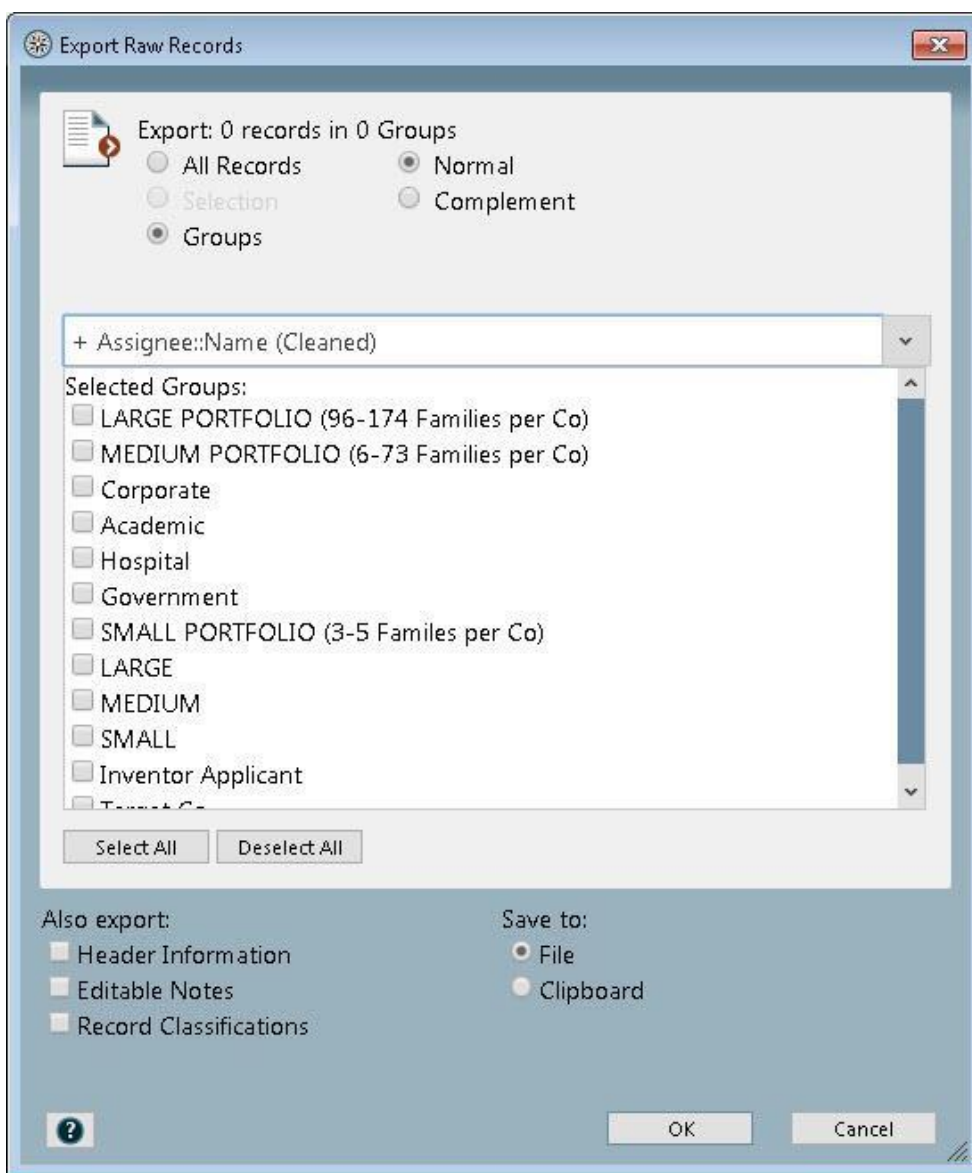 Export Raw Records
Export: 0 records in 0 Groups
All Records Normal
Selection Complement
Groups
+ Assignee::Name (Cleaned)
Selected Groups:
LARGE PORTFOLIO (96-174 Families per Co)
MEDIUM PORTFOLIO (6-73 Families per Co)
Corporate
Academic
Hospital
Government
SMALL PORTFOLIO (3-5 Familes per Co)
LARGE
MEDIUM
SMALL
Inventor Applicant
Target Co
Select All Deselect All
Also export: Save to:
Header Information File
Editable Notes Clipboard
Record Classifications
?
OK Cancel